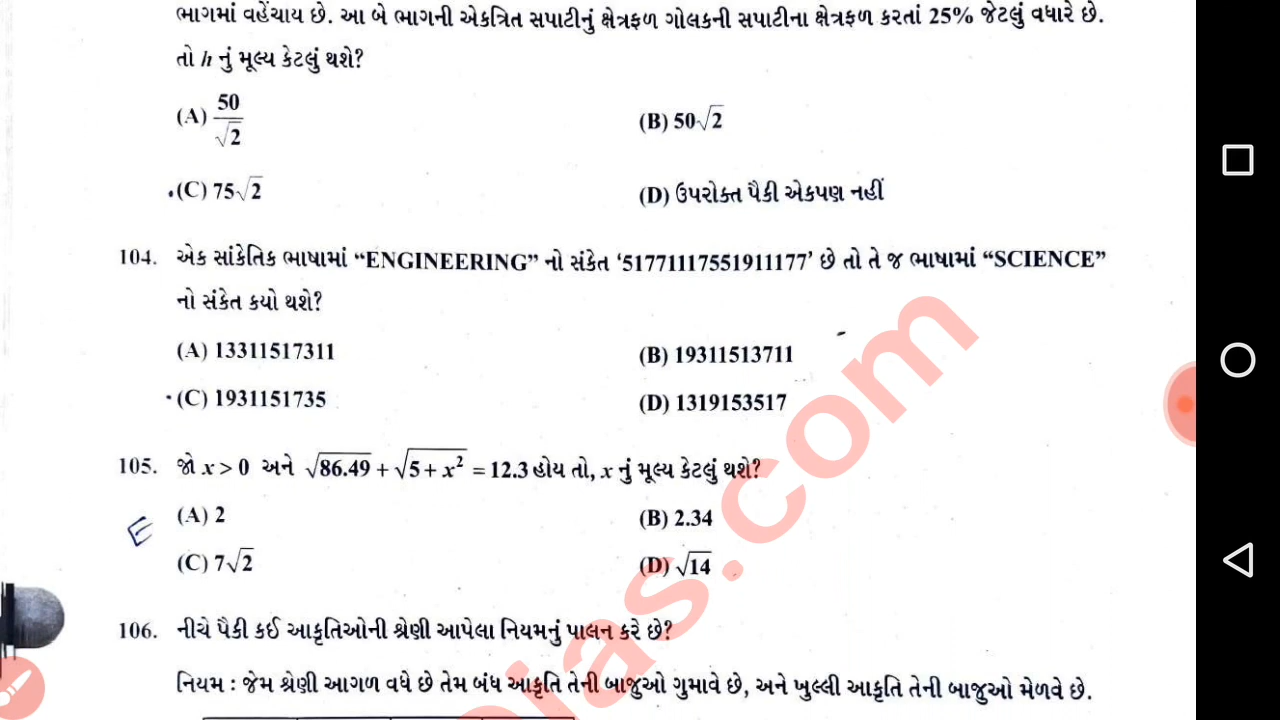 ભાગમાં વહેંચાય છે. આ બે ભાગની એકત્રિત સપાટીનું ક્ષેત્રફળ ગોલકની સપાટીના ક્ષેત્રફળ કરતાં 25% જેટલું વધારે છે.
તો h નું મૂલ્ય કેટલું થશે?
(A) 50/√2 (B) 50√2
(C) 75√2 (D) ઉપરોક્ત પૈકી એકપણ નહીં
104. એક સાંકેતિક ભાષામાં “ENGINEERING” નો સંકેત ‘51771117551911177’ છે તો તે જ ભાષામાં “SCIENCE”
નો સંકેત કયો થશે?
(A) 13311517311 (B) 19311513711
(C) 1931151735 (D) 1319153517
105. જો x > 0 અને √86.49 + √5 + x² = 12.3 હોય તો, x નું મૂલ્ય કેટલું થશે?
(A) 2 (B) 2.34
E
(C) 7√2 (D) √14
106. નીચે પૈકી કઈ આકૃતિઓની શ્રેણી આપેલા નિયમનું પાલન કરે છે?
નિયમ : જેમ શ્રેણી આગળ વધે છે તેમ બંધ આકૃતિ તેની બાજુઓ ગુમાવે છે, અને ખુલ્લી આકૃતિ તેની બાજુઓ મેળવે છે.
ias.com